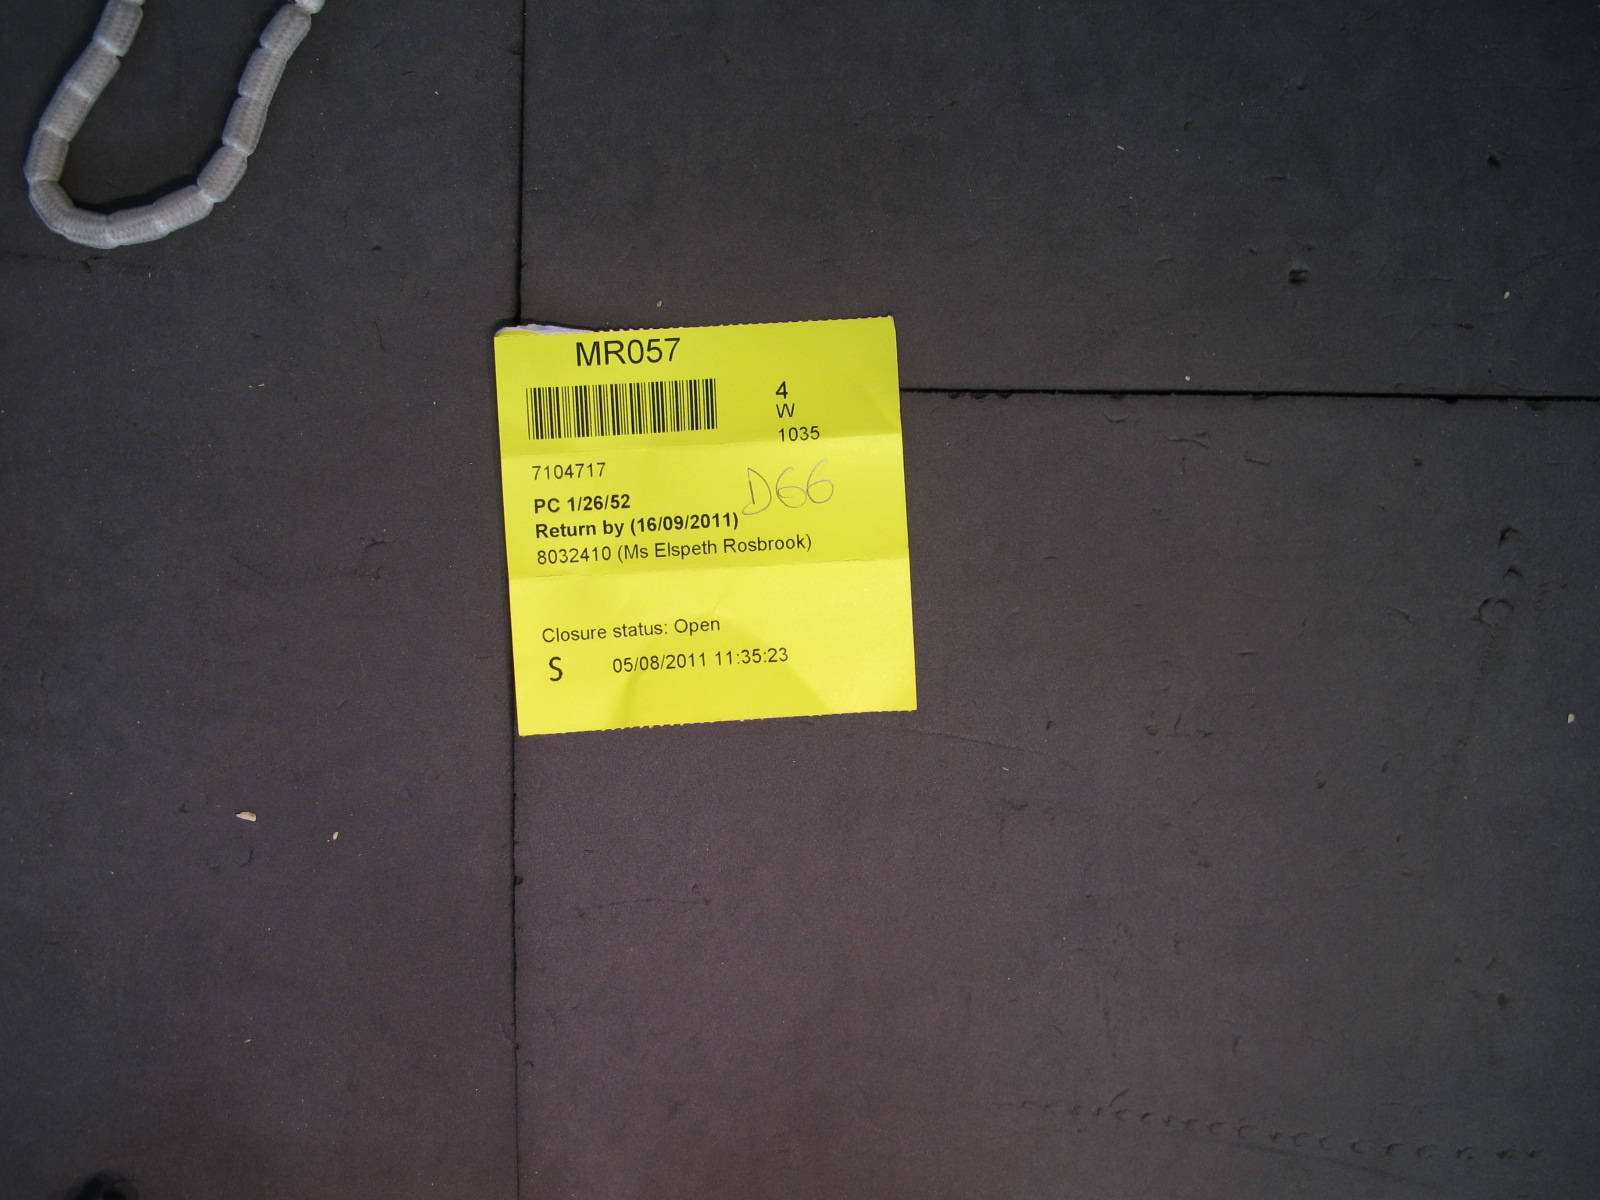 MR057
4
W
1035
7104717
D66
PC 1/26/52
Return by (16/09/2011)
8032410 (Ms Elspeth Rosbrook)
Closure status: Open
S 05/08/2011 11:35:23